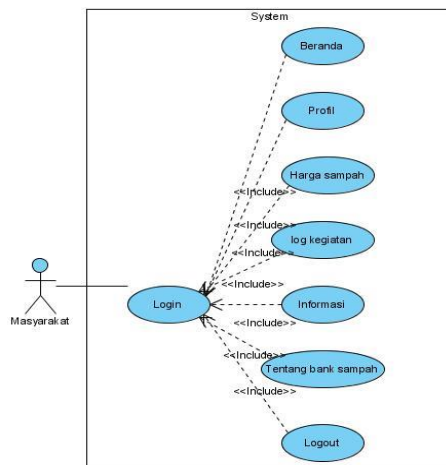 System
Beranda
Profil
Harga sampah
<<Include>>
<<Include>>
log kegiatan
<<Include>>
<<Include>>
Masyarakat
Login
Informasi
<<Include>>
<<Include>>
Tentang bank sampah
<<Include>>
Logout